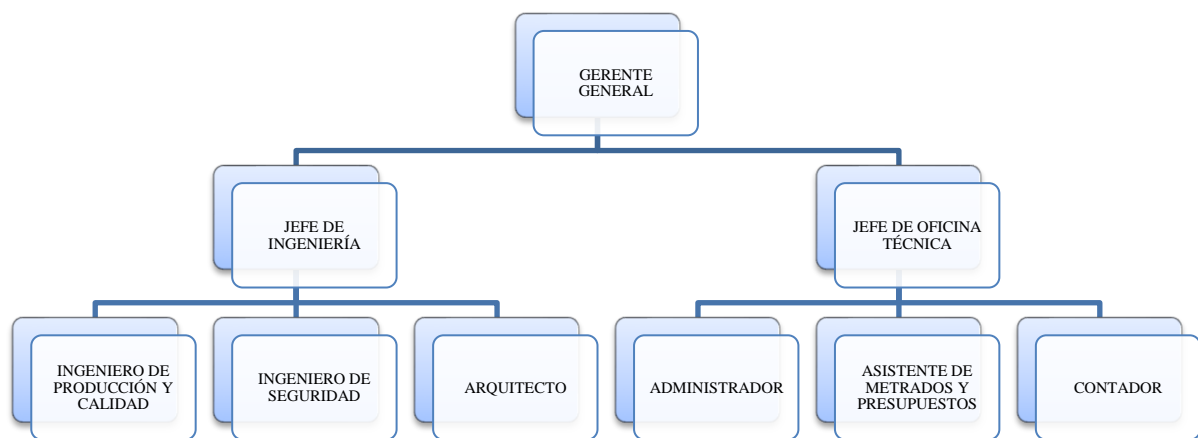 GERENTE
GENERAL
JEFE DE
INGENIERÍA
JEFE DE OFICINA
TÉCNICA
INGENIERO DE
PRODUCCIÓN Y
CALIDAD
INGENIERO DE
SEGURIDAD
ARQUITECTO
ADMINISTRADOR
ASISTENTE DE
METRADOS Y
PRESUPUESTOS
CONTADOR